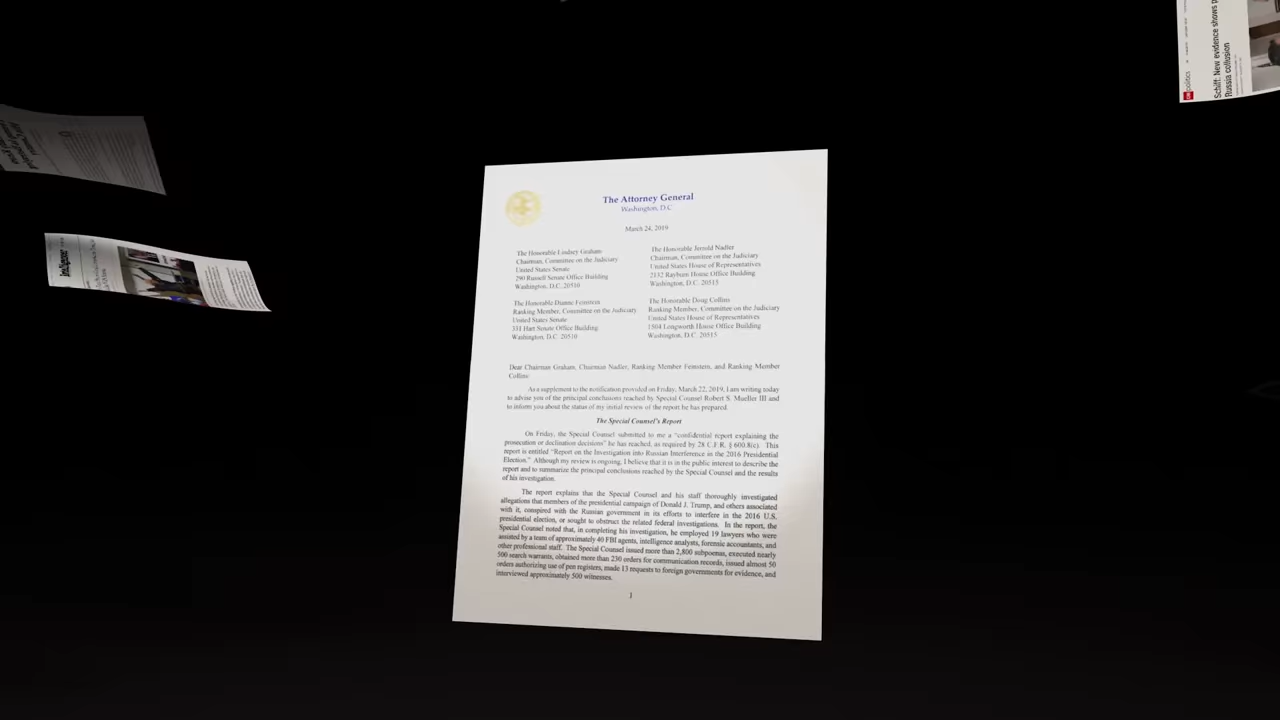 The Attorney General
Washington, D.C.
March 24, 2019
The Honorable Lindsey Graham
Chairman, Committee on the Judiciary
United States Senate
290 Russell Senate Office Building
Washington, D.C. 20510
The Honorable Jerrold Nadler
Chairman, Committee on the Judiciary
United States House of Representatives
2132 Rayburn House Office Building
Washington, D.C. 20515
The Honorable Dianne Feinstein
Ranking Member, Committee on the Judiciary
United States Senate
331 Hart Senate Office Building
Washington, D.C. 20510
The Honorable Doug Collins
Ranking Member, Committee on the Judiciary
United States House of Representatives
1504 Longworth House Office Building
Washington, D.C. 20515
Dear Chairman Graham, Chairman Nadler, Ranking Member Feinstein, and Ranking Member
Collins:
As a supplement to the notification provided on Friday, March 22, 2019, I am writing today
to advise you of the principal conclusions reached by Special Counsel Robert S. Mueller III and
to inform you about the status of my initial review of the report he has prepared.
The Special Counsel's Report
On Friday, the Special Counsel submitted to me a "confidential report explaining the
prosecution or declination decisions" he has reached, as required by 28 C.F.R. § 600.8(c). This
report is entitled "Report on the Investigation into Russian Interference in the 2016 Presidential
Election." Although my review is ongoing, I believe that it is in the public interest to describe the
report and to summarize the principal conclusions reached by the Special Counsel and the results
of his investigation.
The report explains that the Special Counsel and his staff thoroughly investigated
allegations that members of the presidential campaign of Donald J. Trump, and others associated
with it, conspired with the Russian government in its efforts to interfere in the 2016 U.S.
presidential election, or sought to obstruct the related federal investigations. In the report, the
Special Counsel noted that, in completing his investigation, he employed 19 lawyers who were
assisted by a team of approximately 40 FBI agents, intelligence analysts, forensic accountants, and
other professional staff. The Special Counsel issued more than 2,800 subpoenas, executed nearly
500 search warrants, obtained more than 230 orders for communication records, issued almost 50
orders authorizing use of pen registers, made 13 requests to foreign governments for evidence, and
interviewed approximately 500 witnesses.
1
politics
Schiff: New evidence shows
Russia collusion
Intelligencer